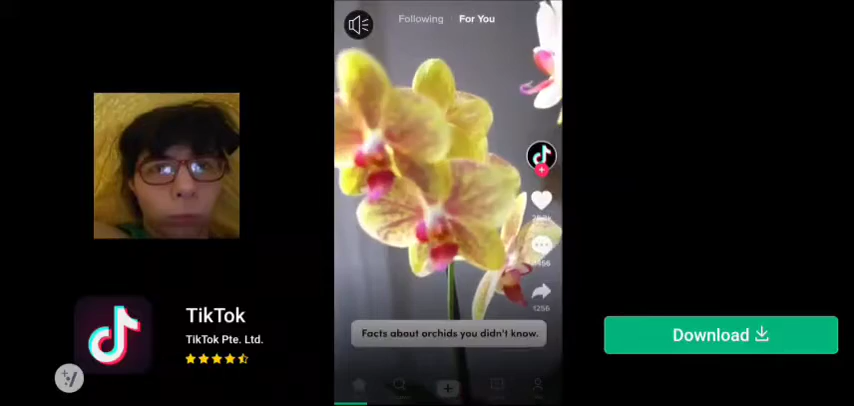 Following
For You
TikTok
TikTok Pte. Ltd.
Facts about orchids you didn't know.
1256
Download